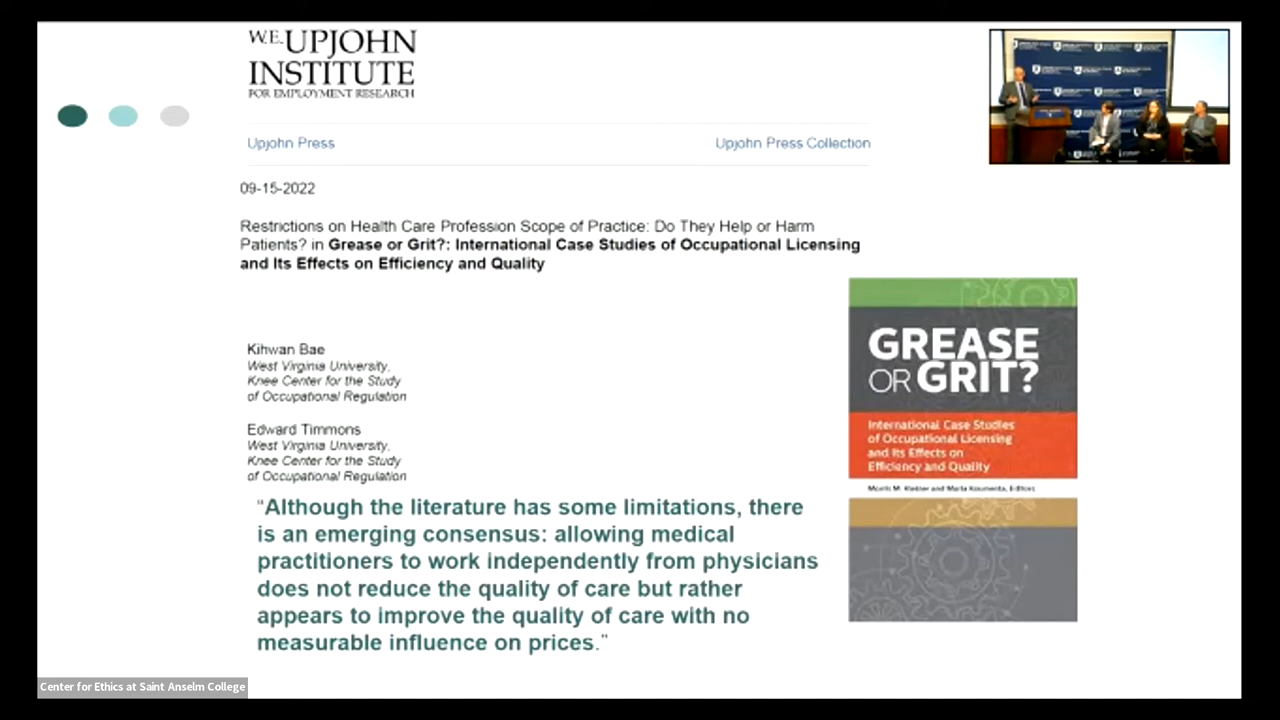 W.E. UPJOHN
INSTITUTE
FOR EMPLOYMENT RESEARCH
Upjohn Press
Upjohn Press Collection
09-15-2022
Restrictions on Health Care Profession Scope of Practice: Do They Help or Harm
Patients? in Grease or Grit?: International Case Studies of Occupational Licensing
and Its Effects on Efficiency and Quality
Kihwan Bae
West Virginia University,
Knee Center for the Study
of Occupational Regulation
Edward Timmons
West Virginia University,
Knee Center for the Study
of Occupational Regulation
"Although the literature has some limitations, there
is an emerging consensus: allowing medical
practitioners to work independently from physicians
does not reduce the quality of care but rather
appears to improve the quality of care with no
measurable influence on prices."
GREASE
OR GRIT?
International Case Studies
of Occupational Licensing
and Its Effects on
Efficiency and Quality
Morris M. Kleiner and Maria Koumenta, Editors
Center for Ethics at Saint Anselm College